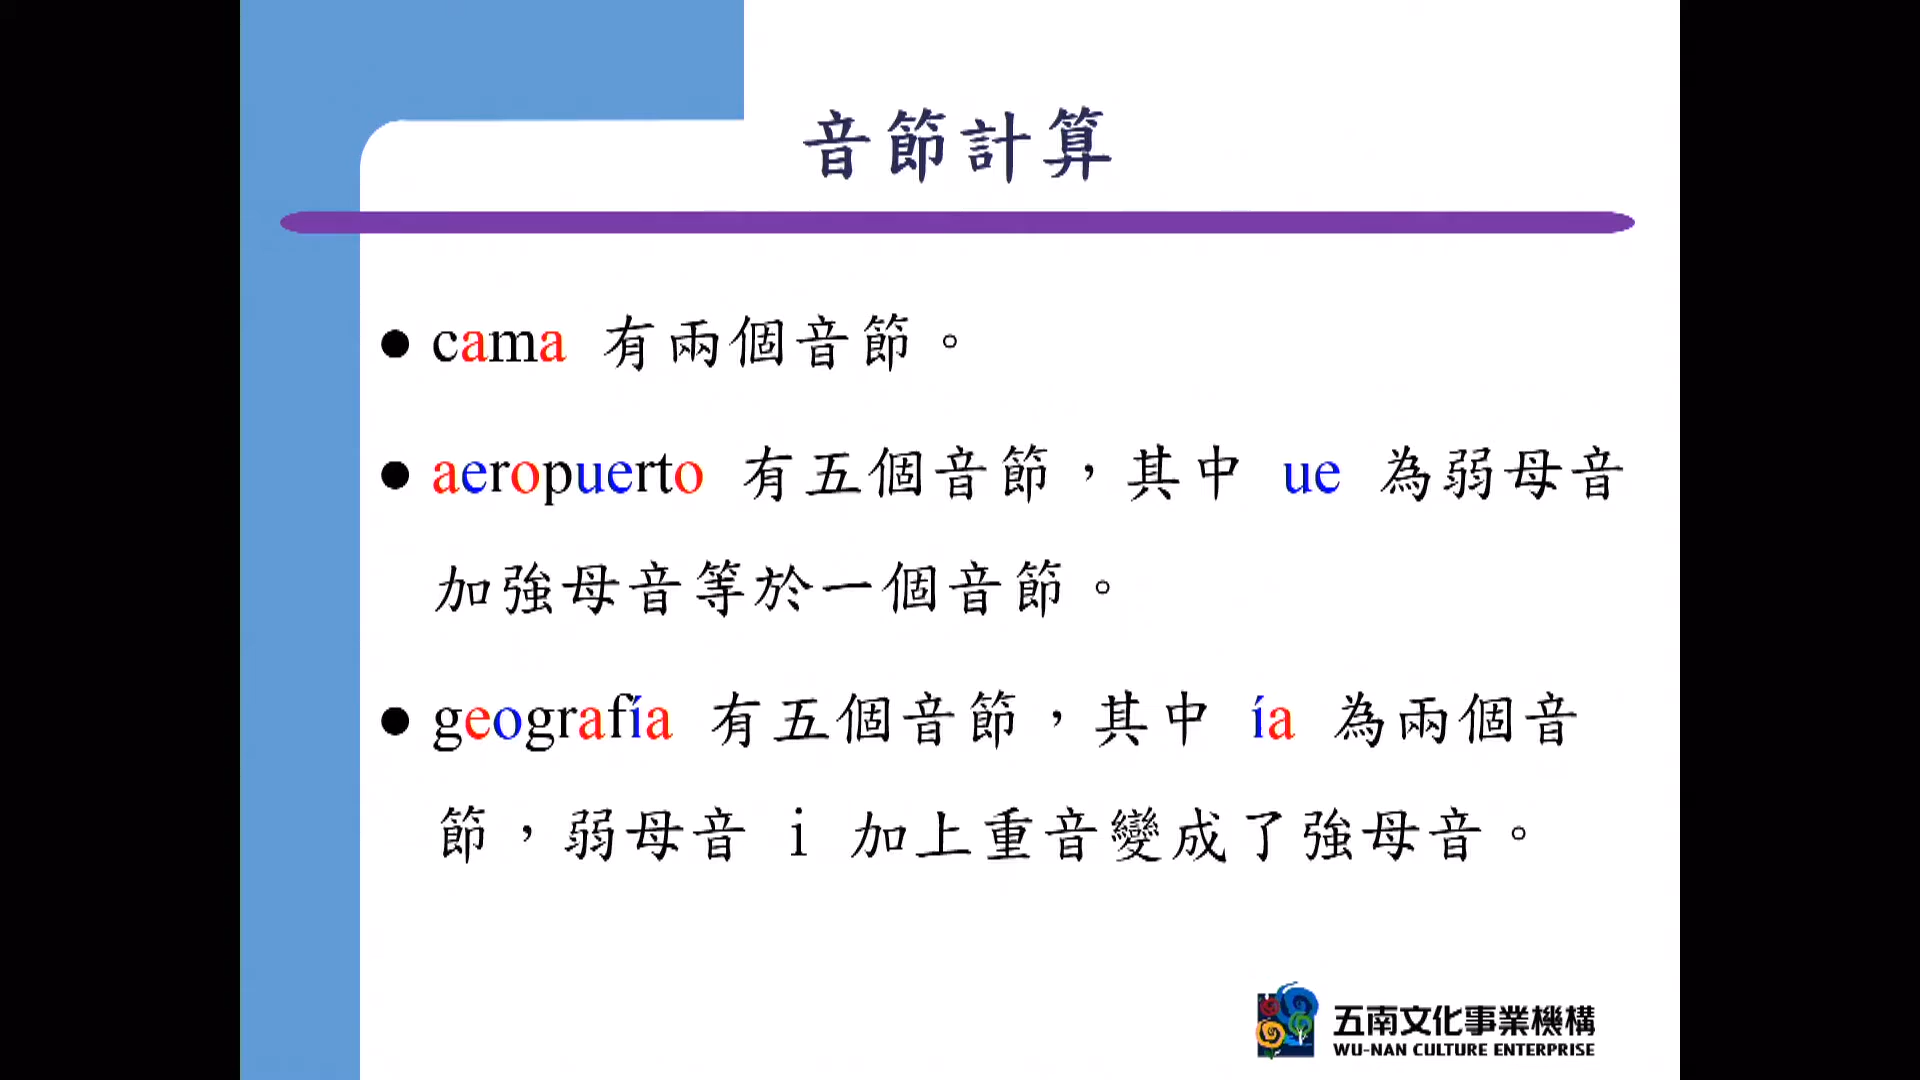 音節計算
● cama 有兩個音節。
● aeropuerto 有五個音節，其中 ue 為弱母音
加強母音等於一個音節。
● geografía 有五個音節，其中 ía 為兩個音
節，弱母音 i 加上重音變成了強母音。
五南文化事業機構
WU-NAN CULTURE ENTERPRISE